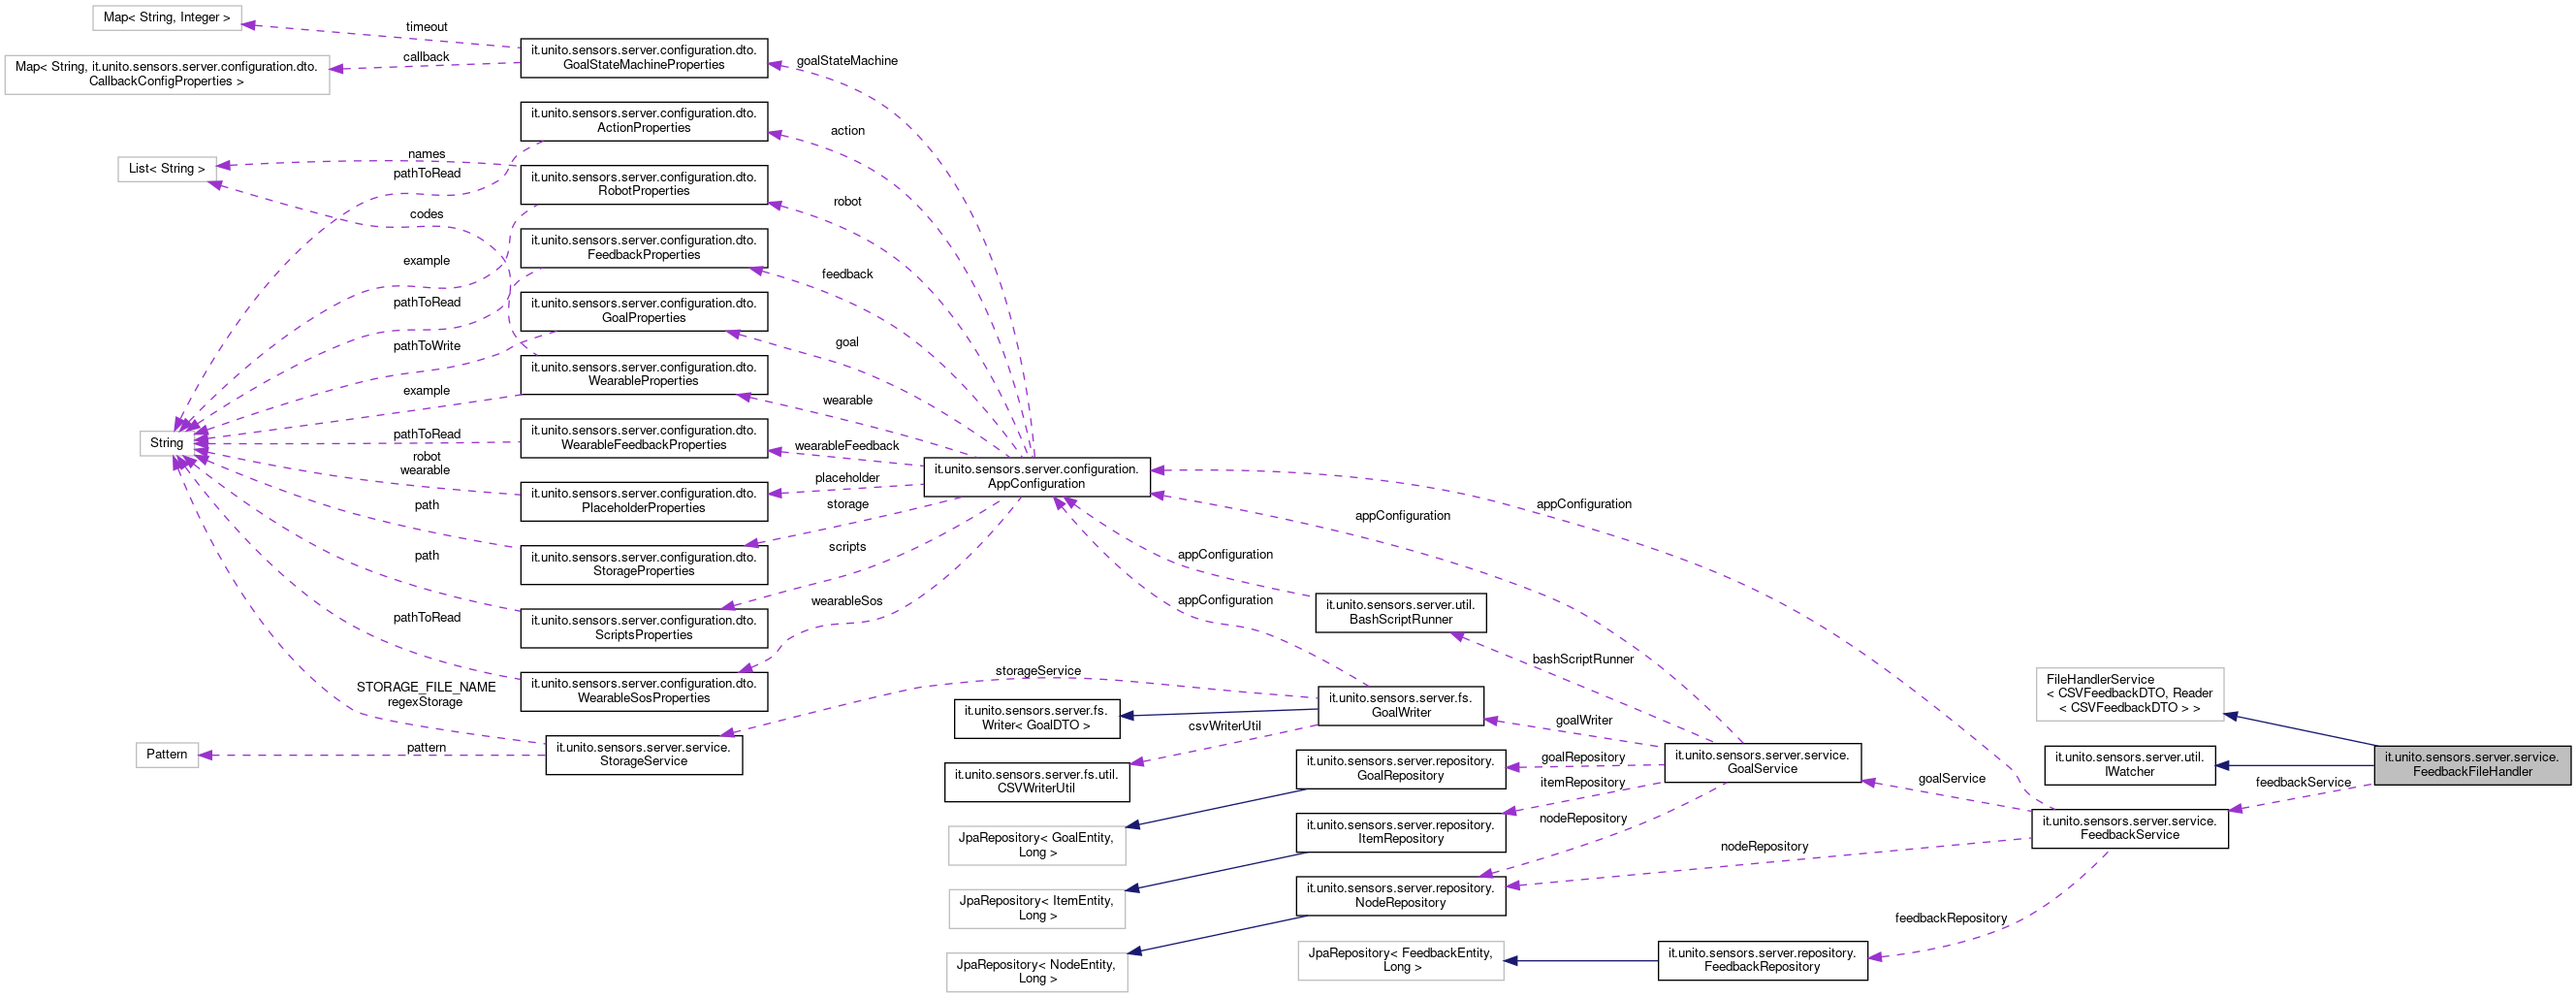 Map< String, Integer >
timeout
Map< String, it.unito.sensors.server.configuration.dto.
CallbackConfigProperties >
callback
it.unito.sensors.server.configuration.dto.
GoalStateMachineProperties
goalStateMachine
it.unito.sensors.server.configuration.dto.
ActionProperties
action
List< String >
names
pathToRead
it.unito.sensors.server.configuration.dto.
RobotProperties
robot
codes
it.unito.sensors.server.configuration.dto.
FeedbackProperties
feedback
example
pathToRead
it.unito.sensors.server.configuration.dto.
GoalProperties
goal
pathToWrite
it.unito.sensors.server.configuration.dto.
WearableProperties
wearable
example
String
pathToRead
it.unito.sensors.server.configuration.dto.
WearableFeedbackProperties
wearableFeedback
robot
wearable
it.unito.sensors.server.configuration.dto.
PlaceholderProperties
placeholder
it.unito.sensors.server.configuration.
AppConfiguration
path
it.unito.sensors.server.configuration.dto.
StorageProperties
storage
path
it.unito.sensors.server.configuration.dto.
ScriptsProperties
scripts
pathToRead
it.unito.sensors.server.configuration.dto.
WearableSosProperties
wearableSos
STORAGE_FILE_NAME
regexStorage
Pattern
pattern
it.unito.sensors.server.service.
StorageService
storageService
appConfiguration
appConfiguration
appConfiguration
appConfiguration
it.unito.sensors.server.util.
BashScriptRunner
bashScriptRunner
it.unito.sensors.server.fs.
Writer< GoalDTO >
it.unito.sensors.server.fs.
GoalWriter
goalWriter
csvWriterUtil
it.unito.sensors.server.fs.util.
CSVWriterUtil
it.unito.sensors.server.repository.
GoalRepository
goalRepository
it.unito.sensors.server.service.
GoalService
goalService
JpaRepository< GoalEntity,
Long >
it.unito.sensors.server.repository.
ItemRepository
itemRepository
nodeRepository
JpaRepository< ItemEntity,
Long >
it.unito.sensors.server.repository.
NodeRepository
nodeRepository
JpaRepository< NodeEntity,
Long >
JpaRepository< FeedbackEntity,
Long >
it.unito.sensors.server.repository.
FeedbackRepository
feedbackRepository
FileHandlerService
< CSVFeedbackDTO, Reader
< CSVFeedbackDTO > >
it.unito.sensors.server.util.
IWatcher
it.unito.sensors.server.service.
FeedbackFileHandler
feedbackService
it.unito.sensors.server.service.
FeedbackService